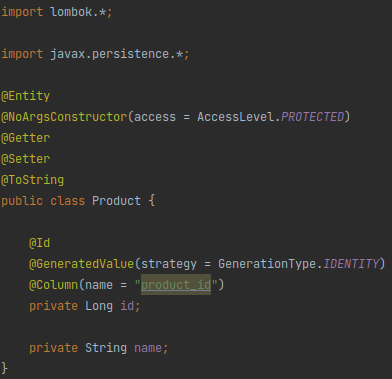 import lombok.*;
import javax.persistence.*;
@Entity
@NoArgsConstructor(access = AccessLevel.PROTECTED)
@Getter
@Setter
@ToString
public class Product {
@Id
@GeneratedValue(strategy = GenerationType.IDENTITY)
@Column(name = "product_id")
private Long id;
private String name;
}